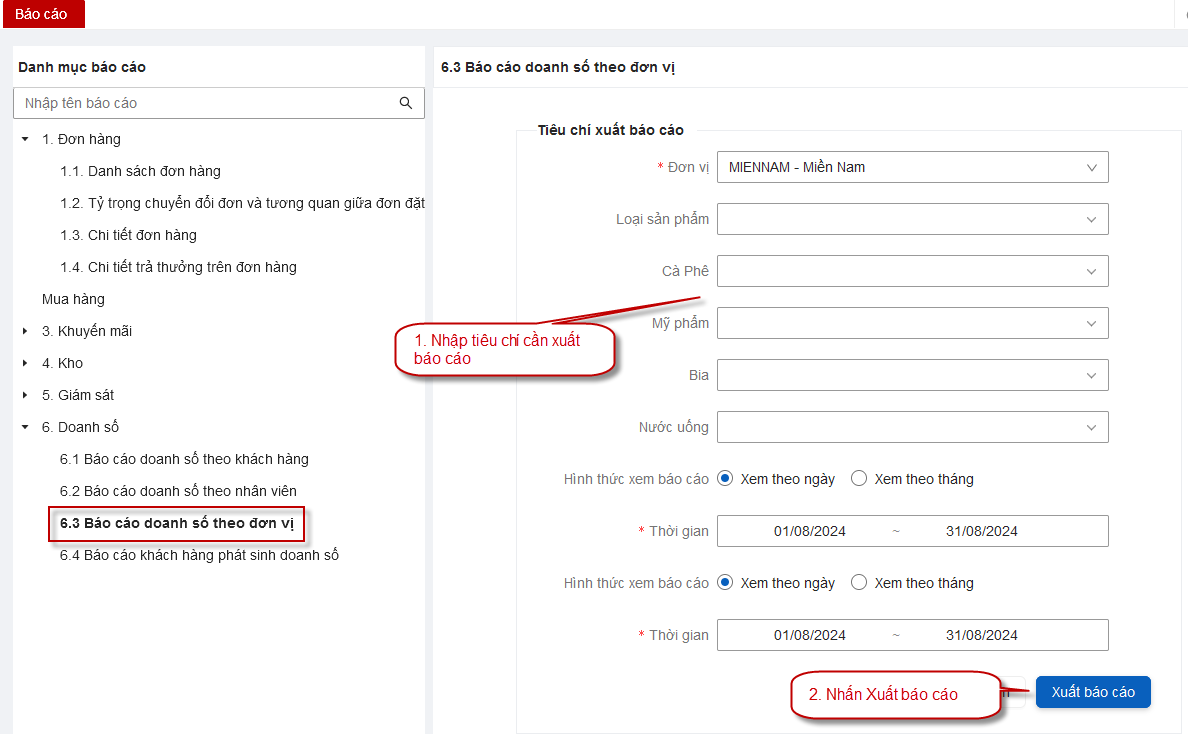 Báo cáo
Danh mục báo cáo
Nhập tên báo cáo
1. Đơn hàng
1.1. Danh sách đơn hàng
1.2. Tỷ trọng chuyển đổi đơn và tương quan giữa đơn đặt
1.3. Chi tiết đơn hàng
1.4. Chi tiết trả thưởng trên đơn hàng
Mua hàng
3. Khuyến mãi
4. Kho
5. Giám sát
6. Doanh số
6.1 Báo cáo doanh số theo khách hàng
6.2 Báo cáo doanh số theo nhân viên
6.3 Báo cáo doanh số theo đơn vị
6.4 Báo cáo khách hàng phát sinh doanh số
6.3 Báo cáo doanh số theo đơn vị
Tiêu chí xuất báo cáo
* Đơn vị MIENNAM - Miền Nam
Loại sản phẩm
Cà Phê
1. Nhập tiêu chí cần xuất
báo cáo
Mỹ phẩm
Bia
Nước uống
Hình thức xem báo cáo Xem theo ngày Xem theo tháng
* Thời gian 01/08/2024 ~ 31/08/2024
Hình thức xem báo cáo Xem theo ngày Xem theo tháng
* Thời gian 01/08/2024 ~ 31/08/2024
2. Nhấn Xuất báo cáo
Xuất báo cáo